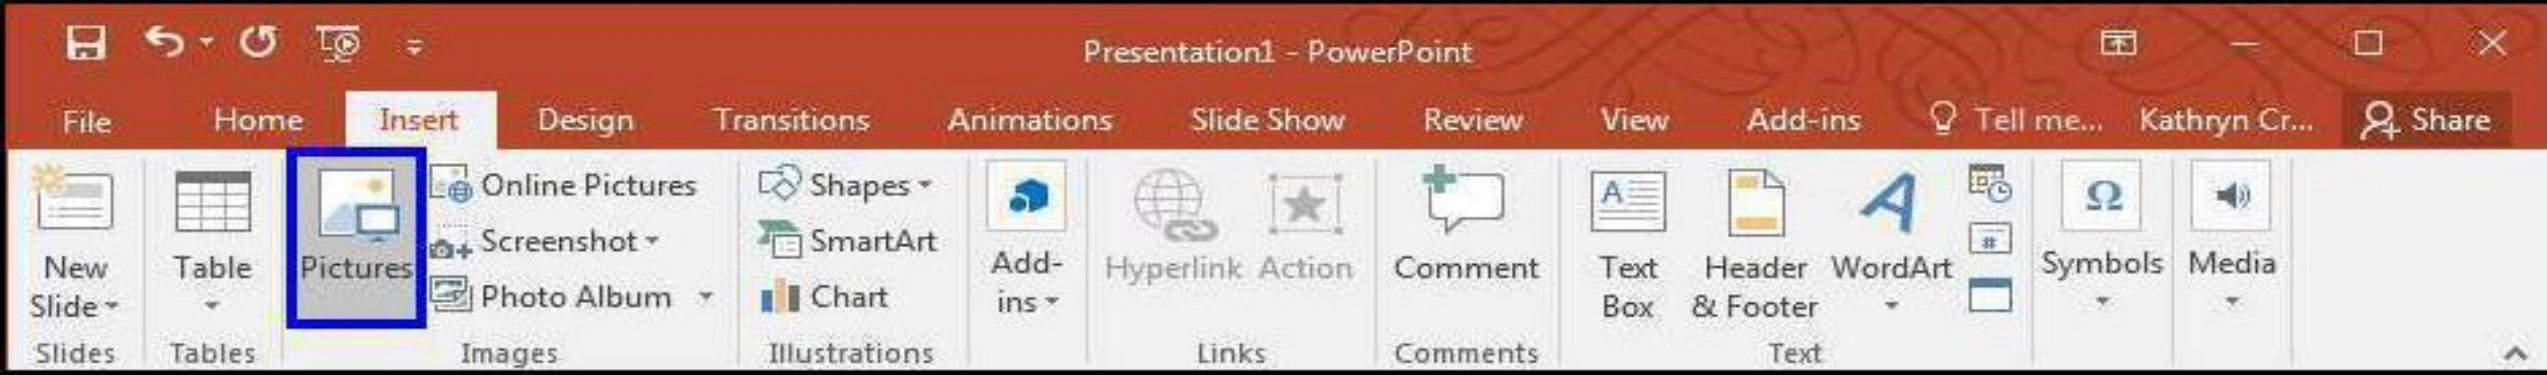 Presentation1 - PowerPoint
File Home Insert Design Transitions Animations Slide Show Review View Add-ins Tell me... Kathryn Cr... Share
New Slide
Slides
Table
Tables
Pictures
Online Pictures
Screenshot
Photo Album
Images
Shapes
SmartArt
Chart
Illustrations
Add-
ins
Hyperlink Action
Links
Comment
Comments
Text
Box
Header
& Footer
WordArt
Text
Symbols
Media